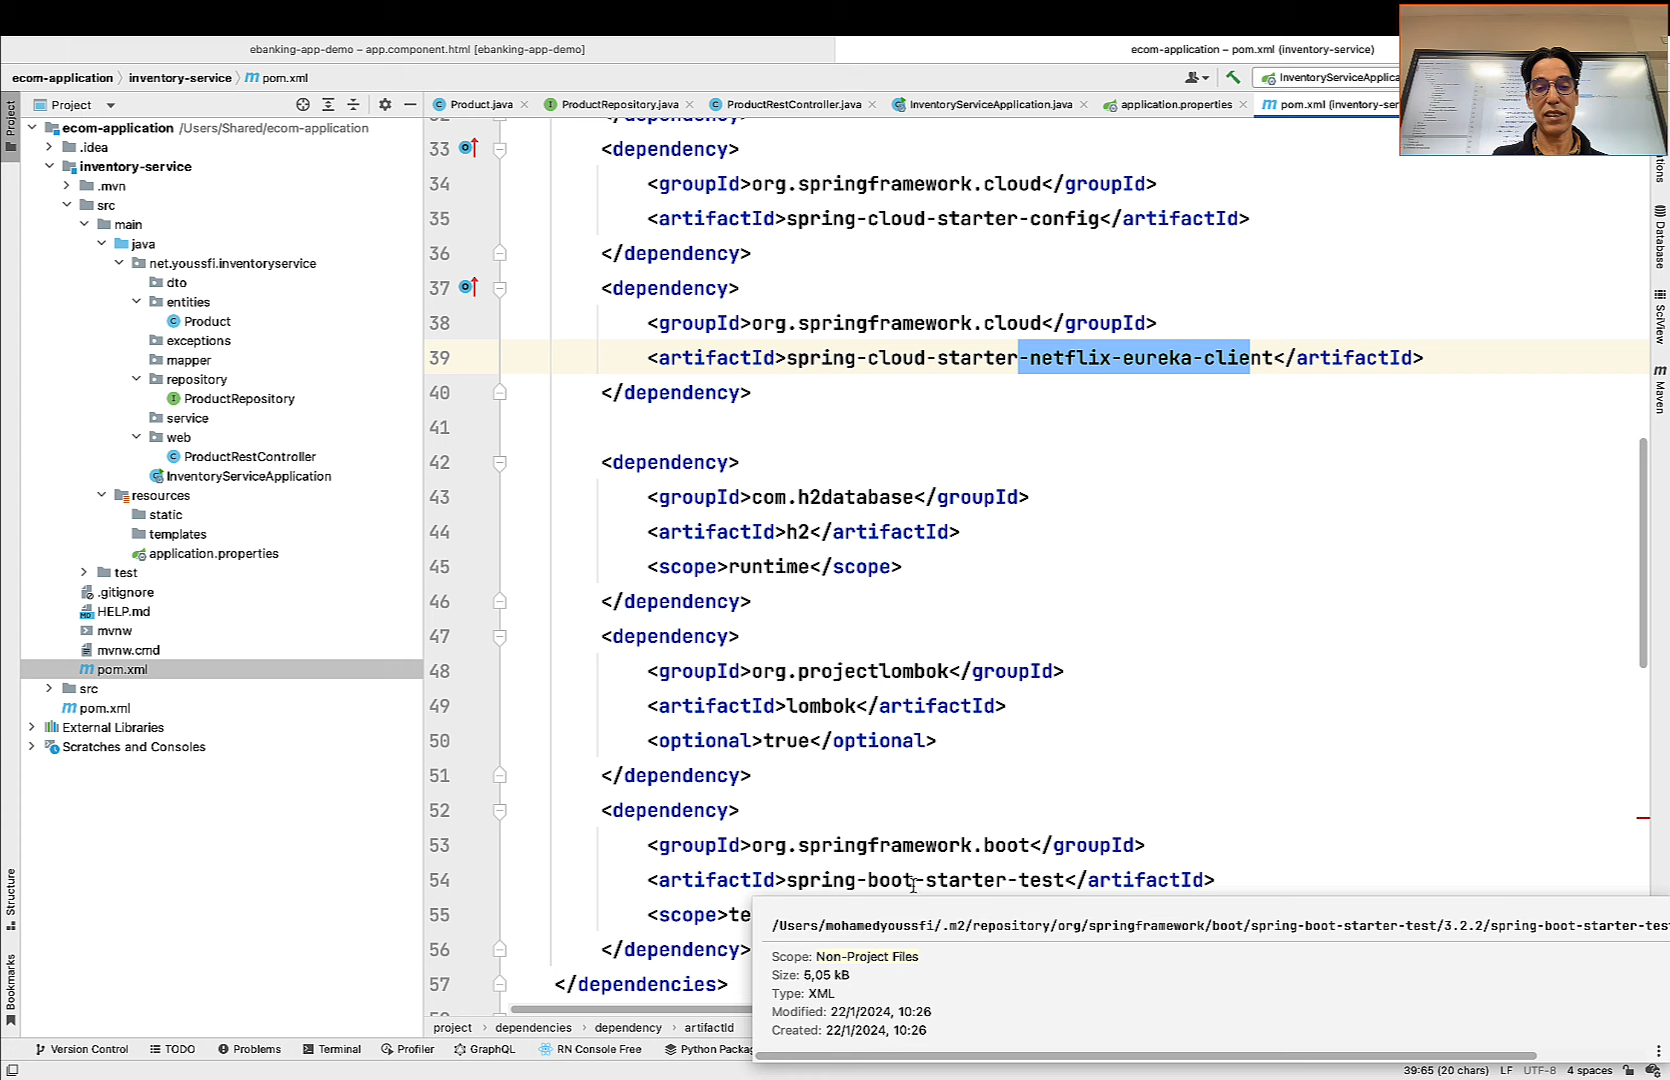 ebanking-app-demo – app.component.html [ebanking-app-demo]
ecom-application – pom.xml (inventory-service)
ecom-application
inventory-service
pom.xml
InventoryServiceApplica
Project
Project
Product.java
ProductRepository.java
ProductRestController.java
InventoryServiceApplication.java
application.properties
pom.xml (inventory-ser
ecom-application /Users/Shared/ecom-application
.idea
inventory-service
.mvn
src
main
java
net.youssfi.inventoryservice
dto
entities
Product
exceptions
mapper
repository
ProductRepository
service
web
ProductRestController
InventoryServiceApplication
resources
static
templates
application.properties
test
.gitignore
HELP.md
mvnw
mvnw.cmd
pom.xml
src
pom.xml
External Libraries
Scratches and Consoles
</dependency>
33 <dependency>
34 <groupId>org.springframework.cloud</groupId>
35 <artifactId>spring-cloud-starter-config</artifactId>
36 </dependency>
37 <dependency>
38 <groupId>org.springframework.cloud</groupId>
39 <artifactId>spring-cloud-starter-netflix-eureka-client</artifactId>
40 </dependency>
41
42 <dependency>
43 <groupId>com.h2database</groupId>
44 <artifactId>h2</artifactId>
45 <scope>runtime</scope>
46 </dependency>
47 <dependency>
48 <groupId>org.projectlombok</groupId>
49 <artifactId>lombok</artifactId>
50 <optional>true</optional>
51 </dependency>
52 <dependency>
53 <groupId>org.springframework.boot</groupId>
54 <artifactId>spring-boot-starter-test</artifactId>
55 <scope>te
56 </dependency>
57 </dependencies>
/Users/mohamedyoussfi/.m2/repository/org/springframework/boot/spring-boot-starter-test/3.2.2/spring-boot-starter-tes
Scope: Non-Project Files
Size: 5,05 kB
Type: XML
Modified: 22/1/2024, 10:26
Created: 22/1/2024, 10:26
project
dependencies
dependency
artifactId
Database
SciView
Maven
Structure
Bookmarks
Version Control
TODO
Problems
Terminal
Profiler
GraphQL
RN Console Free
Python Packa
39:65 (20 chars)
LF
UTF-8
4 spaces